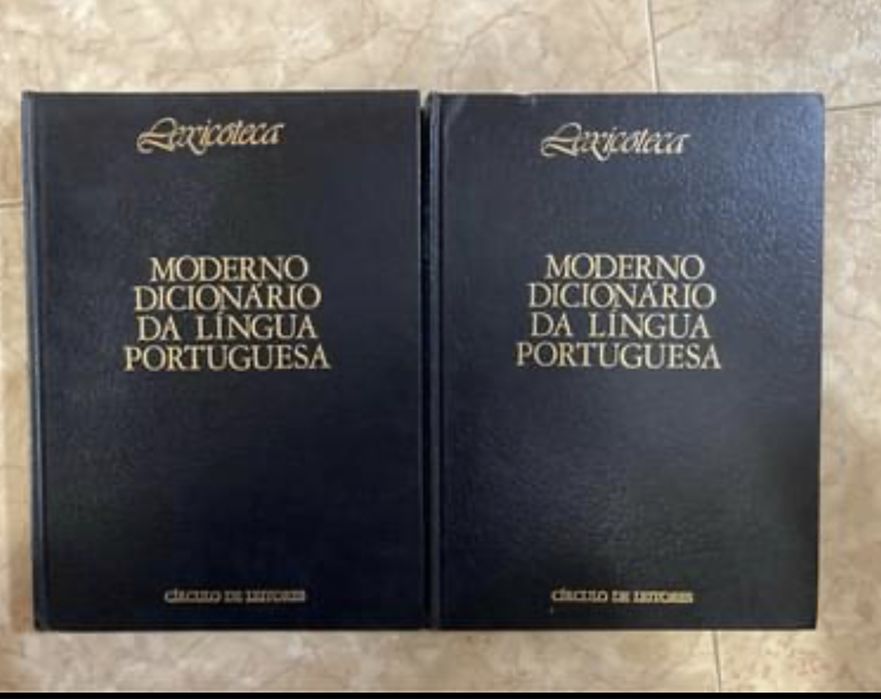 Lexicoteca
MODERNO
DICIONÁRIO
DA LÍNGUA
PORTUGUESA
CÍRCULO DE LEITORES
Lexicoteca
MODERNO
DICIONÁRIO
DA LÍNGUA
PORTUGUESA
CÍRCULO DE LEITORES